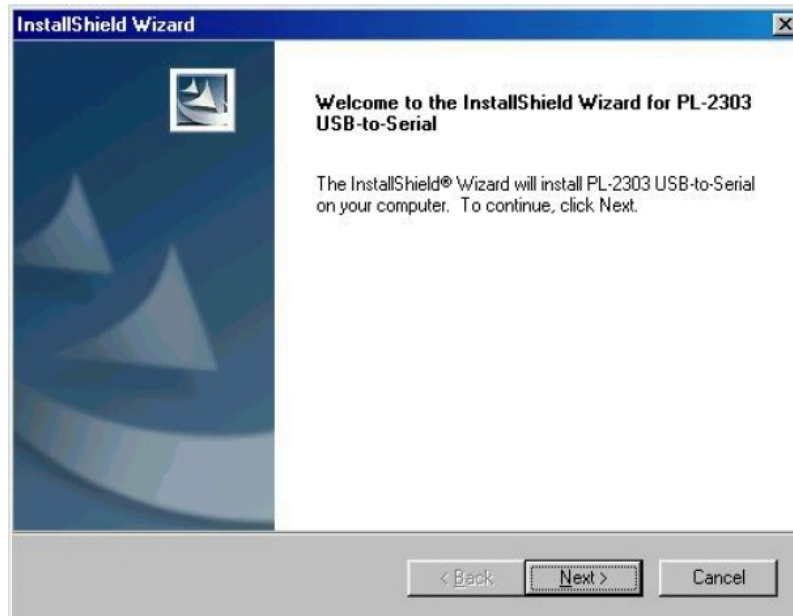 InstallShield Wizard
Welcome to the InstallShield Wizard for PL-2303
USB-to-Serial
The InstallShield® Wizard will install PL-2303 USB-to-Serial
on your computer. To continue, click Next.
< Back
Next >
Cancel